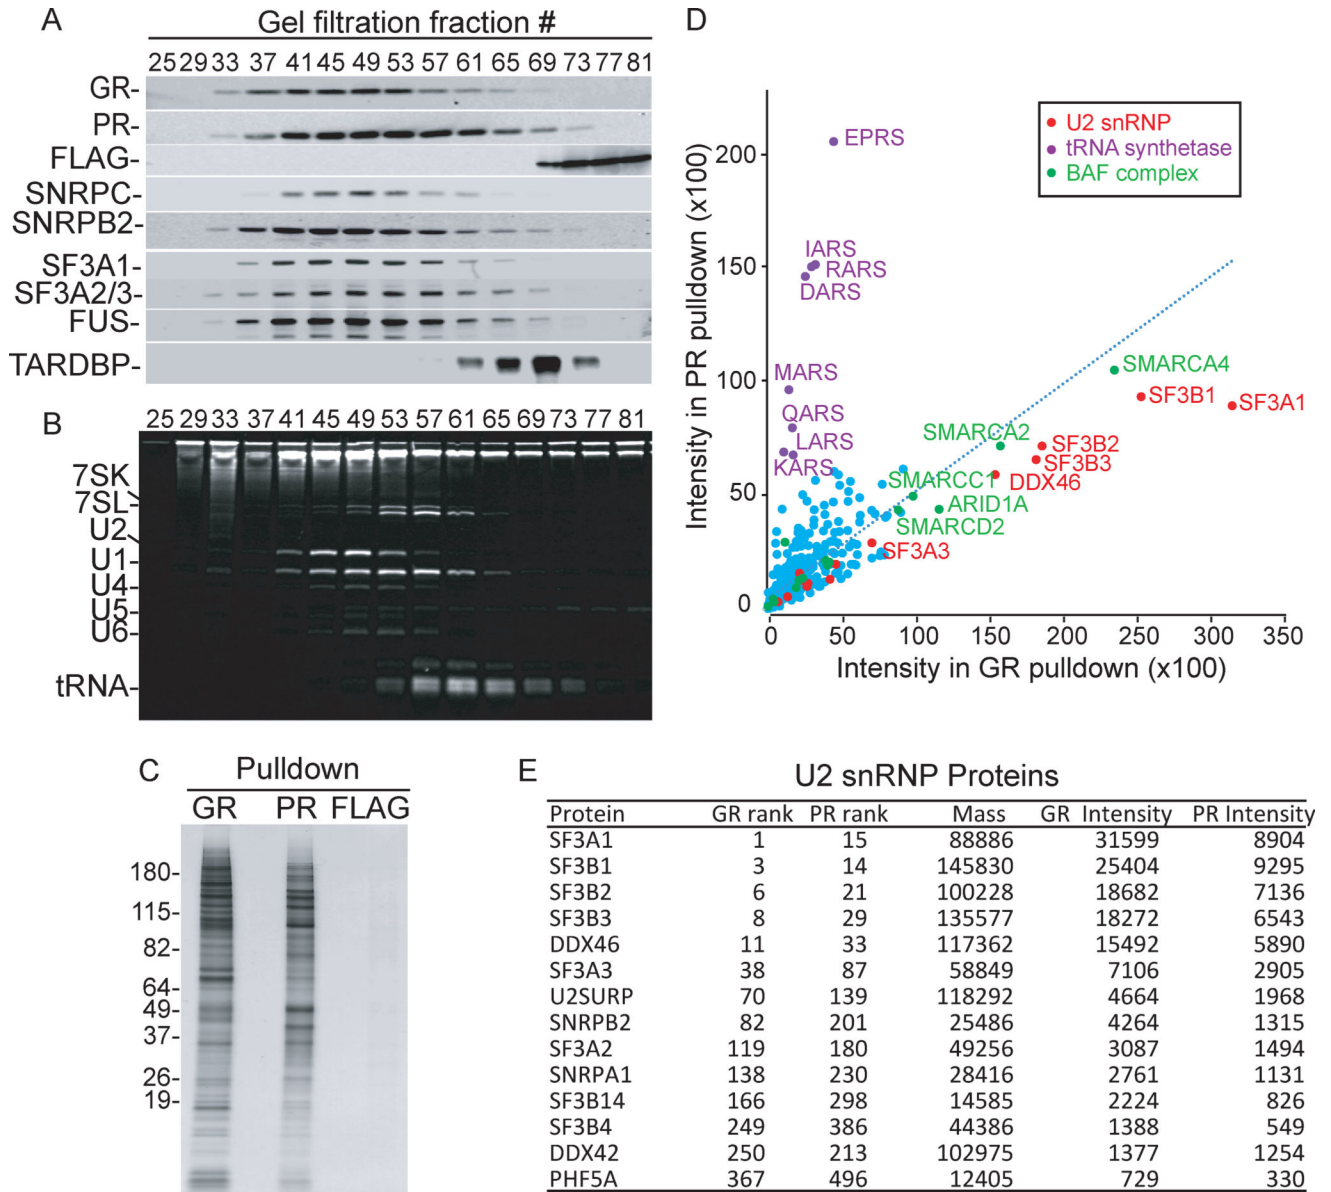 A
Gel filtration fraction #
25 29 33 37 41 45 49 53 57 61 65 69 73 77 81
GR-
PR-
FLAG-
SNRPC-
SNRPB2-
SF3A1-
SF3A2/3-
FUS-
TARDBP-
B
25 29 33 37 41 45 49 53 57 61 65 69 73 77 81
7SK
7SL
U2
U1
U4
U5
U6
tRNA-
C
Pulldown
GR PR FLAG
180-
115-
82-
64-
49-
37-
26-
19-
D
Intensity in PR pulldown (x100)
200
150
100
50
0
U2 snRNP
tRNA synthetase
BAF complex
EPRS
IARS
RARS
DARS
MARS
QARS
LARS
KARS
SMARCA4
SF3B1
SF3A1
SMARCA2
SF3B2
SF3B3
SMARCC1
DDX46
ARID1A
SMARCD2
SF3A3
0 50 100 150 200 250 300 350
Intensity in GR pulldown (x100)
E
U2 snRNP Proteins
Protein GR rank PR rank Mass GR Intensity PR Intensity
SF3A1 1 15 88886 31599 8904
SF3B1 3 14 145830 25404 9295
SF3B2 6 21 100228 18682 7136
SF3B3 8 29 135577 18272 6543
DDX46 11 33 117362 15492 5890
SF3A3 38 87 58849 7106 2905
U2SURP 70 139 118292 4664 1968
SNRPB2 82 201 25486 4264 1315
SF3A2 119 180 49256 3087 1494
SNRPA1 138 230 28416 2761 1131
SF3B14 166 298 14585 2224 826
SF3B4 249 386 44386 1388 549
DDX42 250 213 102975 1377 1254
PHF5A 367 496 12405 729 330